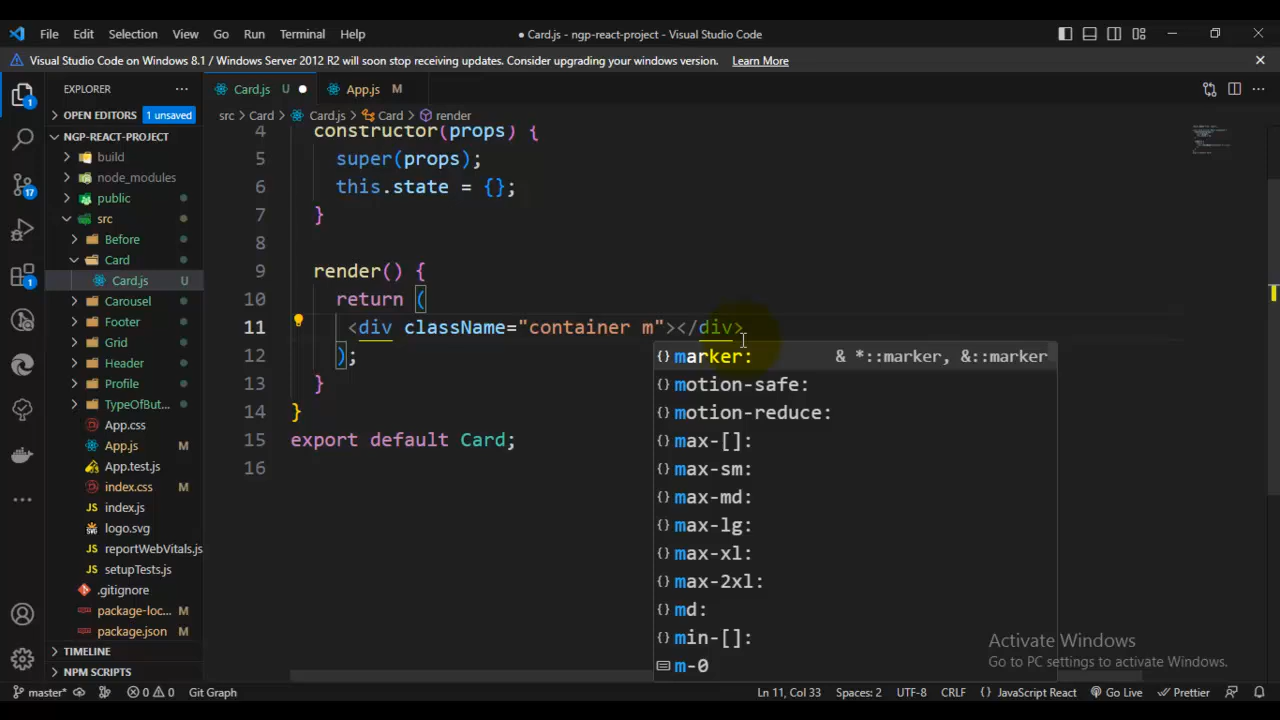 File Edit Selection View Go Run Terminal Help ● Card.js - ngp-react-project - Visual Studio Code
Visual Studio Code on Windows 8.1 / Windows Server 2012 R2 will soon stop receiving updates. Consider upgrading your windows version. Learn More
EXPLORER
Card.js U
App.js M
OPEN EDITORS 1 unsaved
src > Card > Card.js > Card > render
NGP-REACT-PROJECT
build
node_modules
public
src
Before
Card
Card.js U
Carousel
Footer
Grid
Header
Profile
TypeOfBut...
App.css
App.js M
App.test.js
index.css M
index.js
logo.svg
reportWebVitals.js
setupTests.js
.gitignore
package-loc... M
package.json M
TIMELINE
NPM SCRIPTS
1
17
1
4 constructor(props) {
5 super(props);
6 this.state = {};
7 }
8
9 render() {
10 return (
11 <div className="container m"></div>
12 );
13 }
14 }
15 export default Card;
16
marker: & *::marker, &::marker
motion-safe:
motion-reduce:
max-[]:
max-sm:
max-md:
max-lg:
max-xl:
max-2xl:
md:
min-[]:
m-0
Activate Windows
Go to PC settings to activate Windows.
master* 0 0 Git Graph Ln 11, Col 33 Spaces: 2 UTF-8 CRLF {} JavaScript React Go Live Prettier